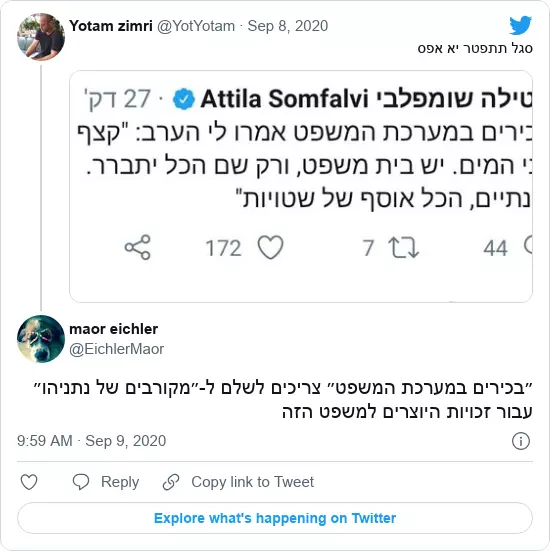 Yotam zimri @YotYotam · Sep 8, 2020
סגל תתפטר יא אפס
טילה שומפלבי Attila Somfalvi · 27 דק'
כירים במערכת המשפט אמרו לי הערב: "קצף
י המים. יש בית משפט, ורק שם הכל יתברר.
נתיים, הכל אוסף של שטויות"
44 7 172
maor eichler
@EichlerMaor
״בכירים במערכת המשפט״ צריכים לשלם ל-״מקורבים של נתניהו״
עבור זכויות היוצרים למשפט הזה
9:59 AM · Sep 9, 2020
Reply Copy link to Tweet
Explore what's happening on Twitter